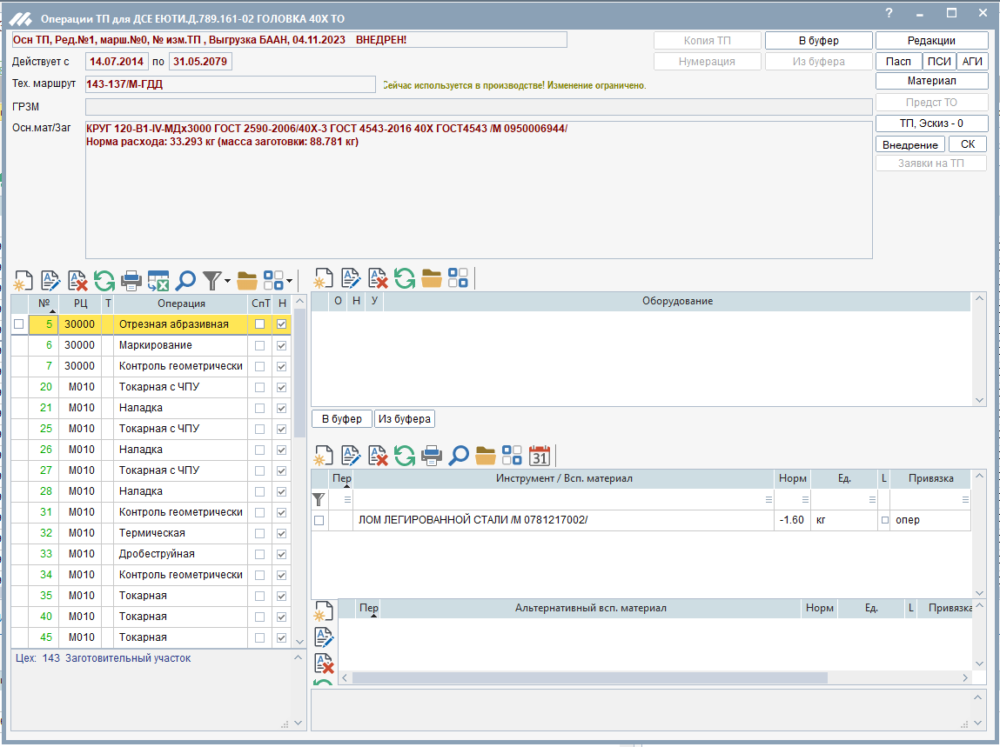 Операции ТП для ДСЕ ЕЮТИ.Д.789.161-02 ГОЛОВКА 40Х ТО
Осн ТП, Ред.№1, марш.№0, № изм.ТП , Выгрузка БААН, 04.11.2023 ВНЕДРЕН!
Копия ТП В буфер Редакции
Действует с 14.07.2014 по 31.05.2079
Нумерация Из буфера Пасп ПСИ АГИ
Тех. маршрут 143-137/М-ГДД Сейчас используется в производстве! Изменение ограничено.
Материал
ГРЗМ
Предст ТО
Осн.мат/Заг КРУГ 120-В1-IV-МДх3000 ГОСТ 2590-2006/40Х-3 ГОСТ 4543-2016 40Х ГОСТ4543 /М 0950006944/
Норма расхода: 33.293 кг (масса заготовки: 88.781 кг)
ТП, Эскиз - 0
Внедрение СК
Заявки на ТП
№ РЦ Т Операция СпТ Н
5 30000 Отрезная абразивная
6 30000 Маркирование
7 30000 Контроль геометрически
20 М010 Токарная с ЧПУ
21 М010 Наладка
25 М010 Токарная с ЧПУ
26 М010 Наладка
27 М010 Токарная с ЧПУ
28 М010 Наладка
31 М010 Контроль геометрически
32 М010 Термическая
33 М010 Дробеструйная
34 М010 Контроль геометрически
35 М010 Токарная
40 М010 Токарная
45 М010 Токарная
Цех: 143 Заготовительный участок
О Н У Оборудование
В буфер Из буфера
31
Пер Инструмент / Всп. материал Норм Ед. L Привязка
ЛОМ ЛЕГИРОВАННОЙ СТАЛИ /М 0781217002/ -1.60 кг опер
Пер Альтернативный всп. материал Норм Ед. L Привязка